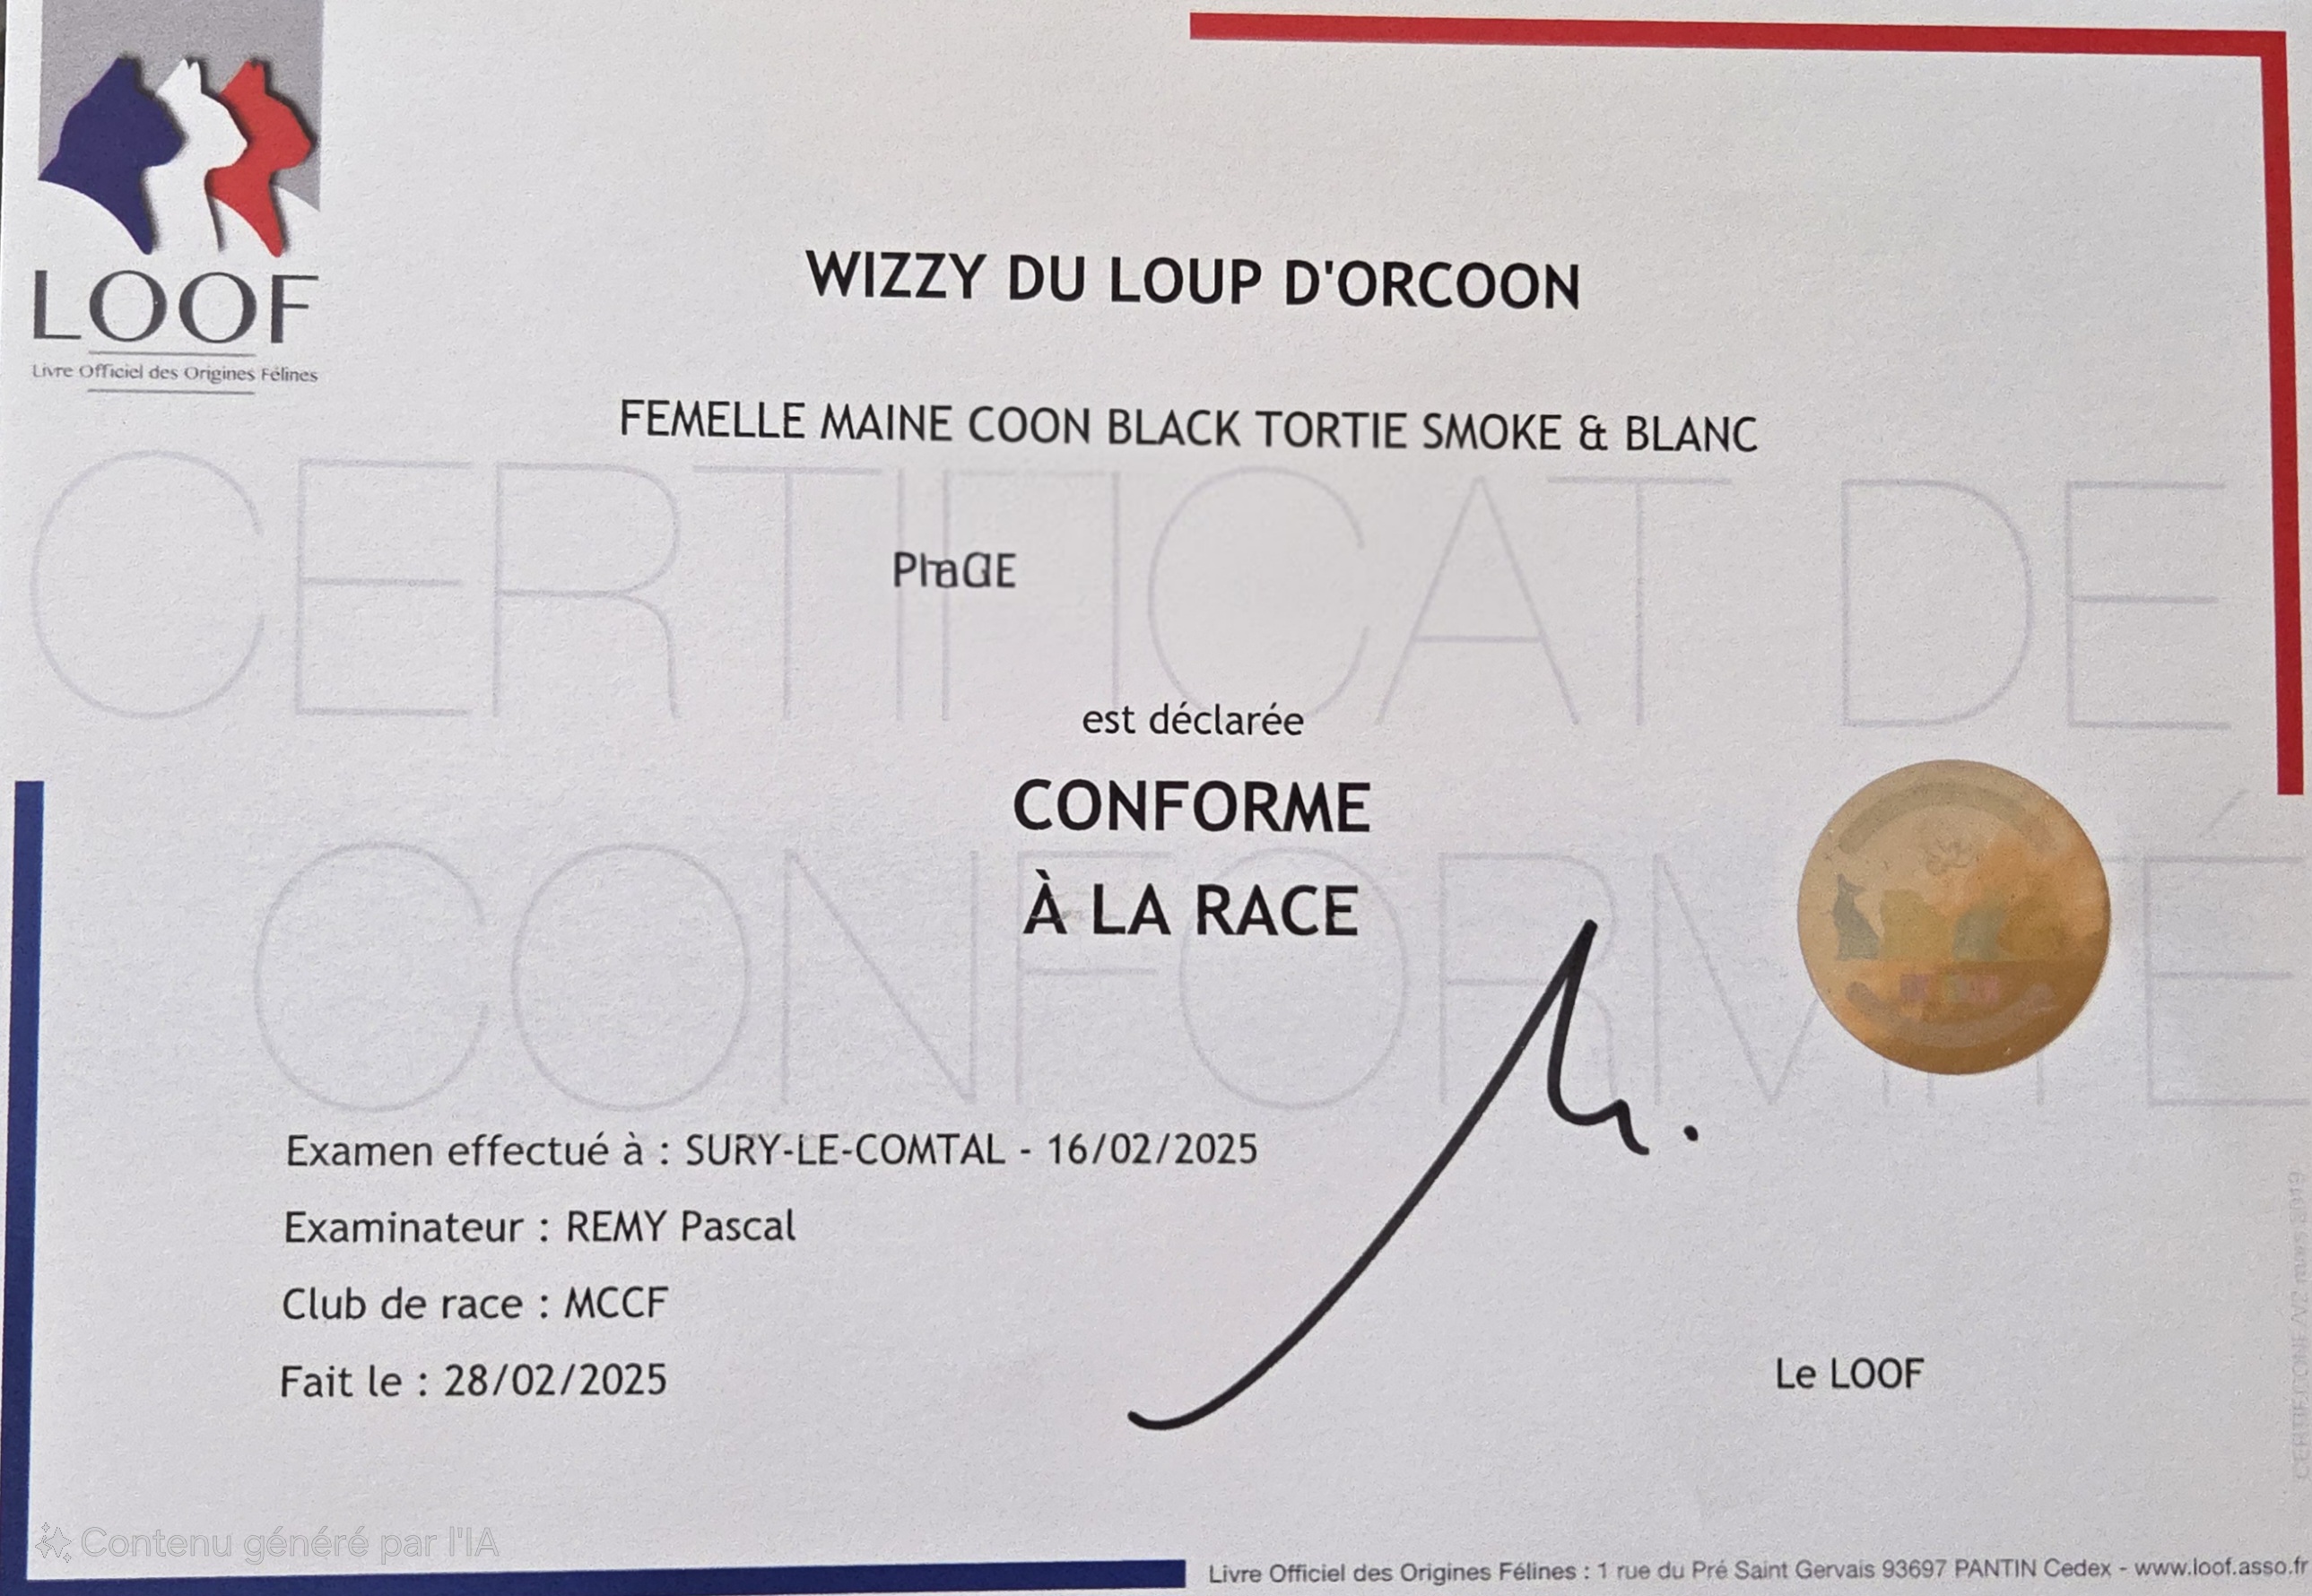 LOOF
Livre Officiel des Origines Félines
WIZZY DU LOUP D'ORCOON
FEMELLE MAINE COON BLACK TORTIE SMOKE & BLANC
CERTIFICAT DE
est déclarée
CONFORME
À LA RACE
CONFORMITÉ
Examen effectué à : SURY-LE-COMTAL - 16/02/2025
Examinateur : REMY Pascal
Club de race : MCCF
Fait le : 28/02/2025
Le LOOF
Contenu généré par l'IA
Livre Officiel des Origines Félines : 1 rue du Pré Saint Gervais 93697 PANTIN Cedex - www.loof.asso.fr